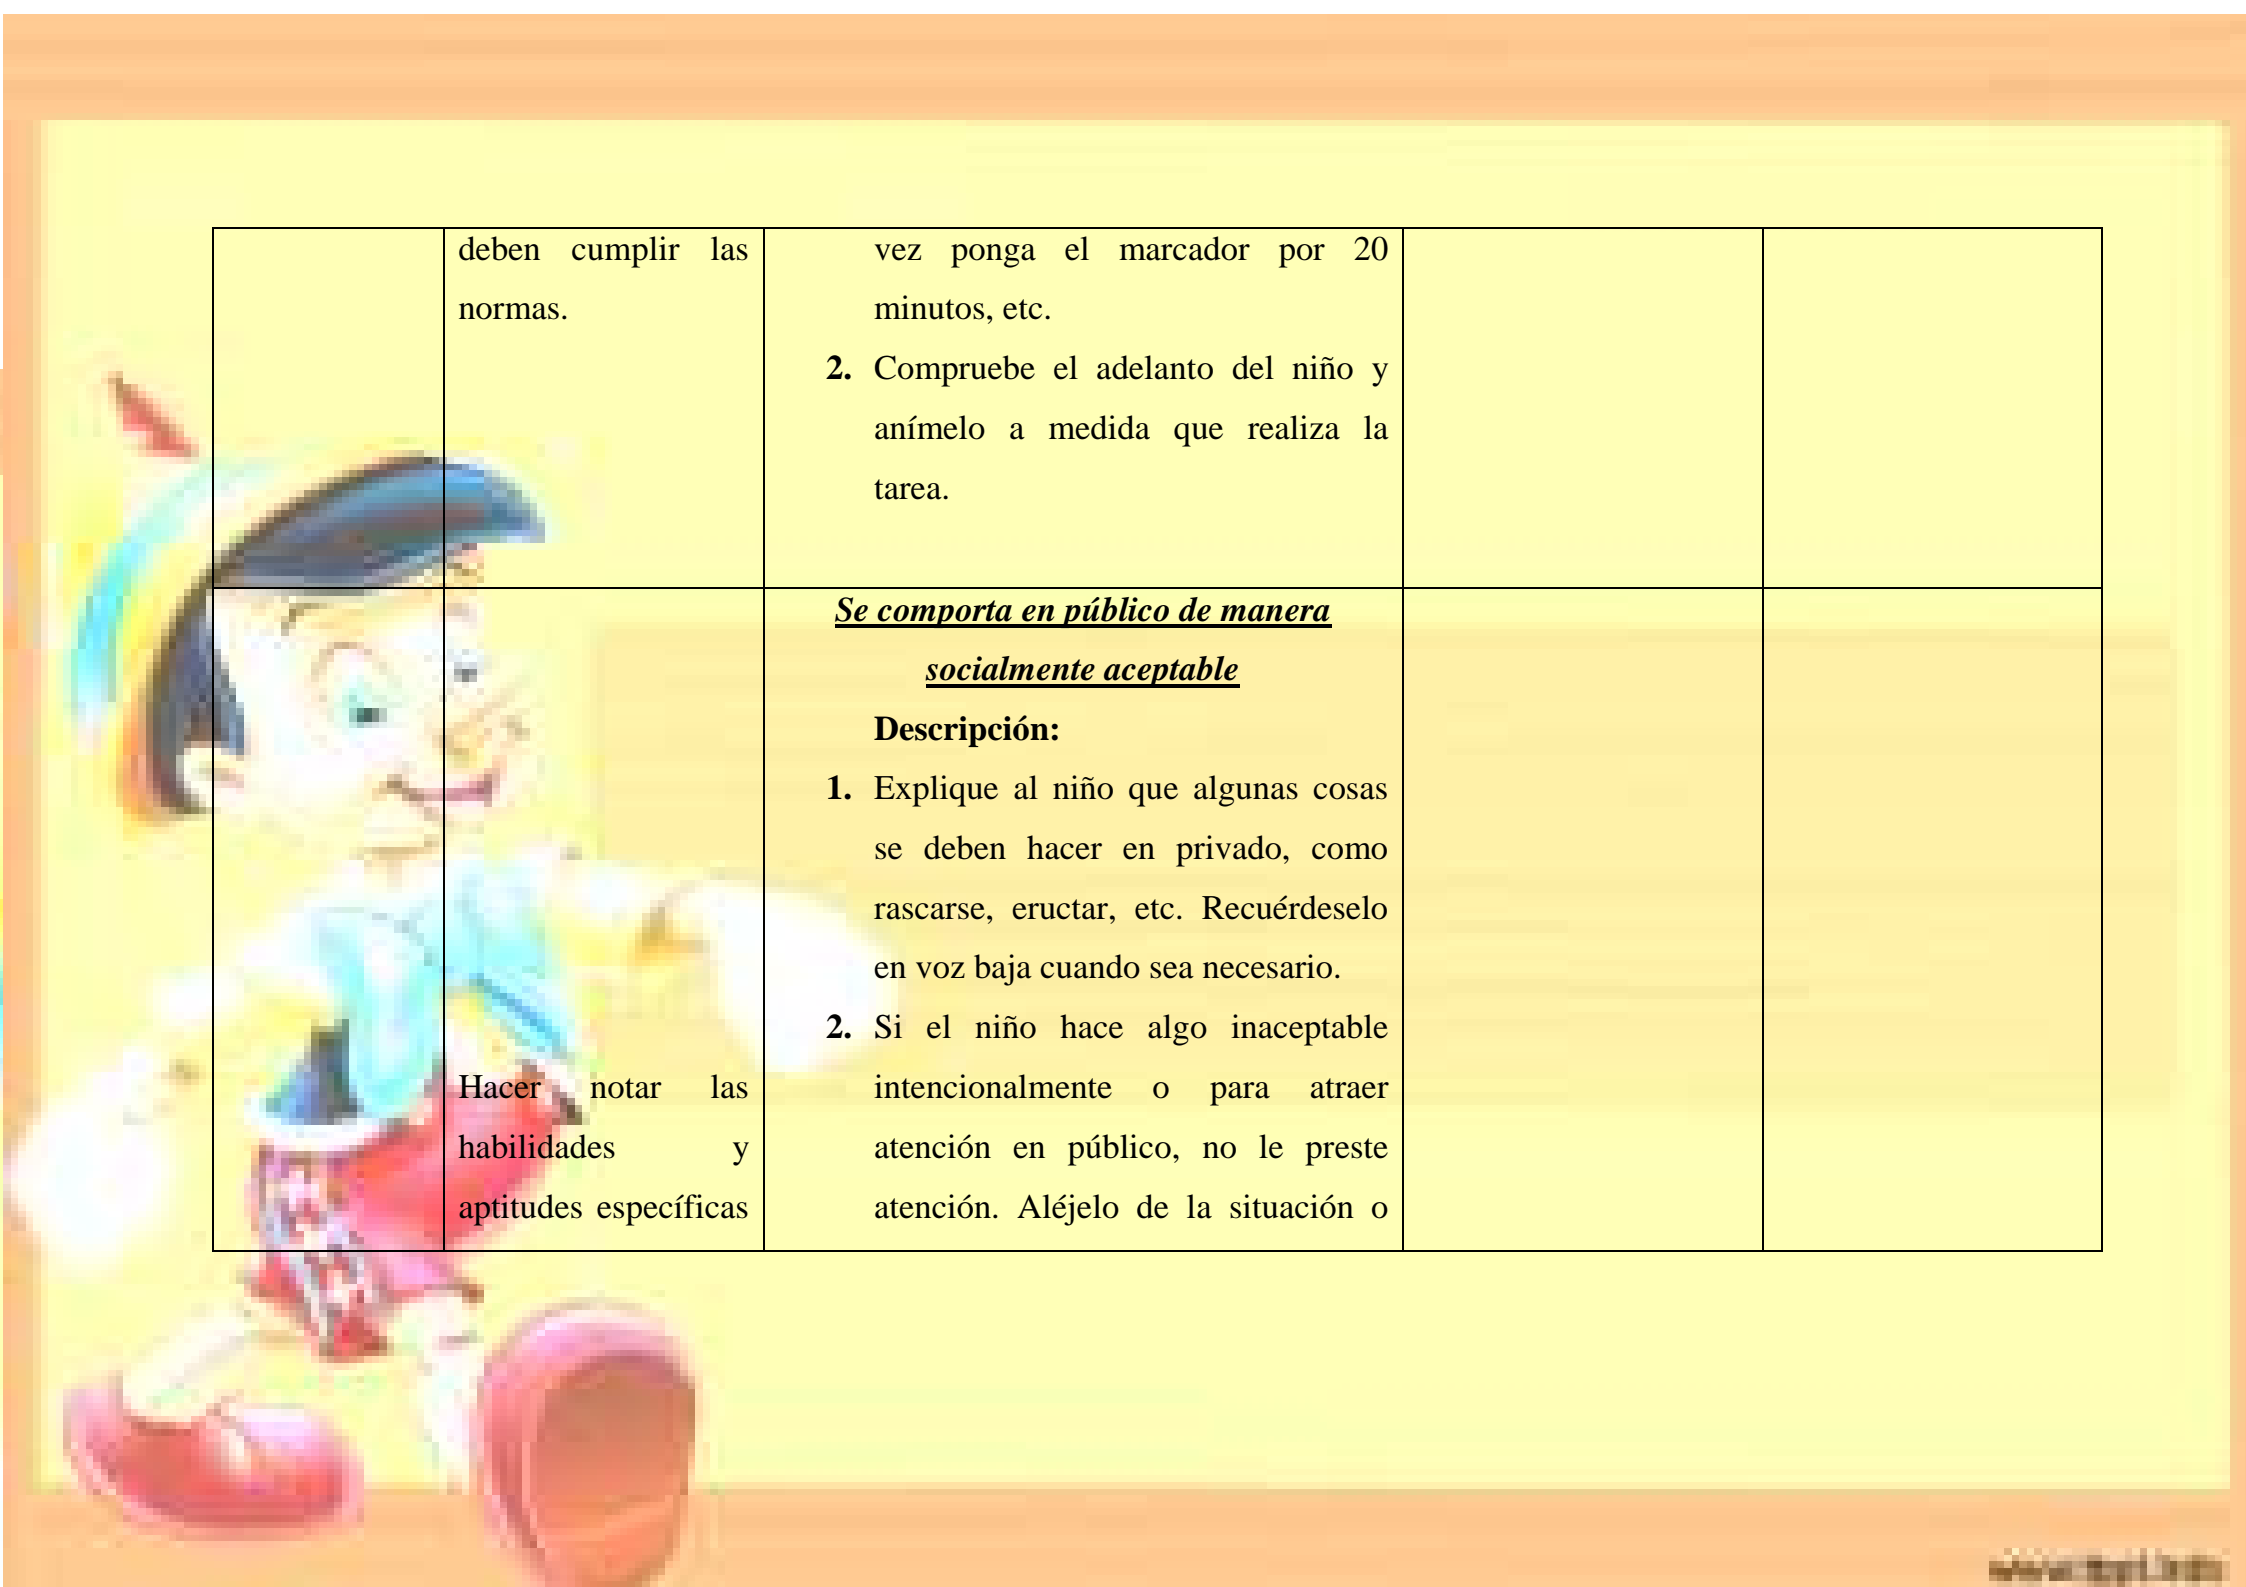 deben cumplir las
normas.
vez ponga el marcador por 20
minutos, etc.
2. Compruebe el adelanto del niño y
anímelo a medida que realiza la
tarea.
Hacer notar las
habilidades y
aptitudes específicas
Se comporta en público de manera
socialmente aceptable
Descripción:
1. Explique al niño que algunas cosas
se deben hacer en privado, como
rascarse, eructar, etc. Recuérdeselo
en voz baja cuando sea necesario.
2. Si el niño hace algo inaceptable
intencionalmente o para atraer
atención en público, no le preste
atención. Aléjelo de la situación o